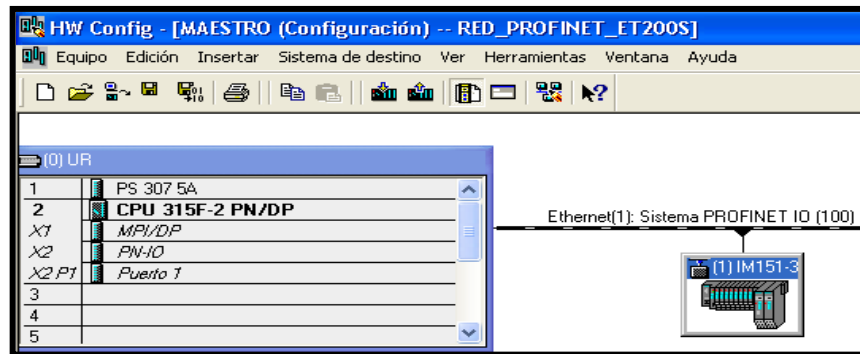 HW Config - [MAESTRO (Configuración) -- RED_PROFINET_ET200S]
Equipo Edición Insertar Sistema de destino Ver Herramientas Ventana Ayuda
(0) UR
1 PS 307 5A
2 CPU 315F-2 PN/DP
X1 MPI/DP
X2 PN-IO
X2 P1 Puerto 1
3
4
5
Ethernet(1): Sistema PROFINET IO (100)
(1) IM151-3